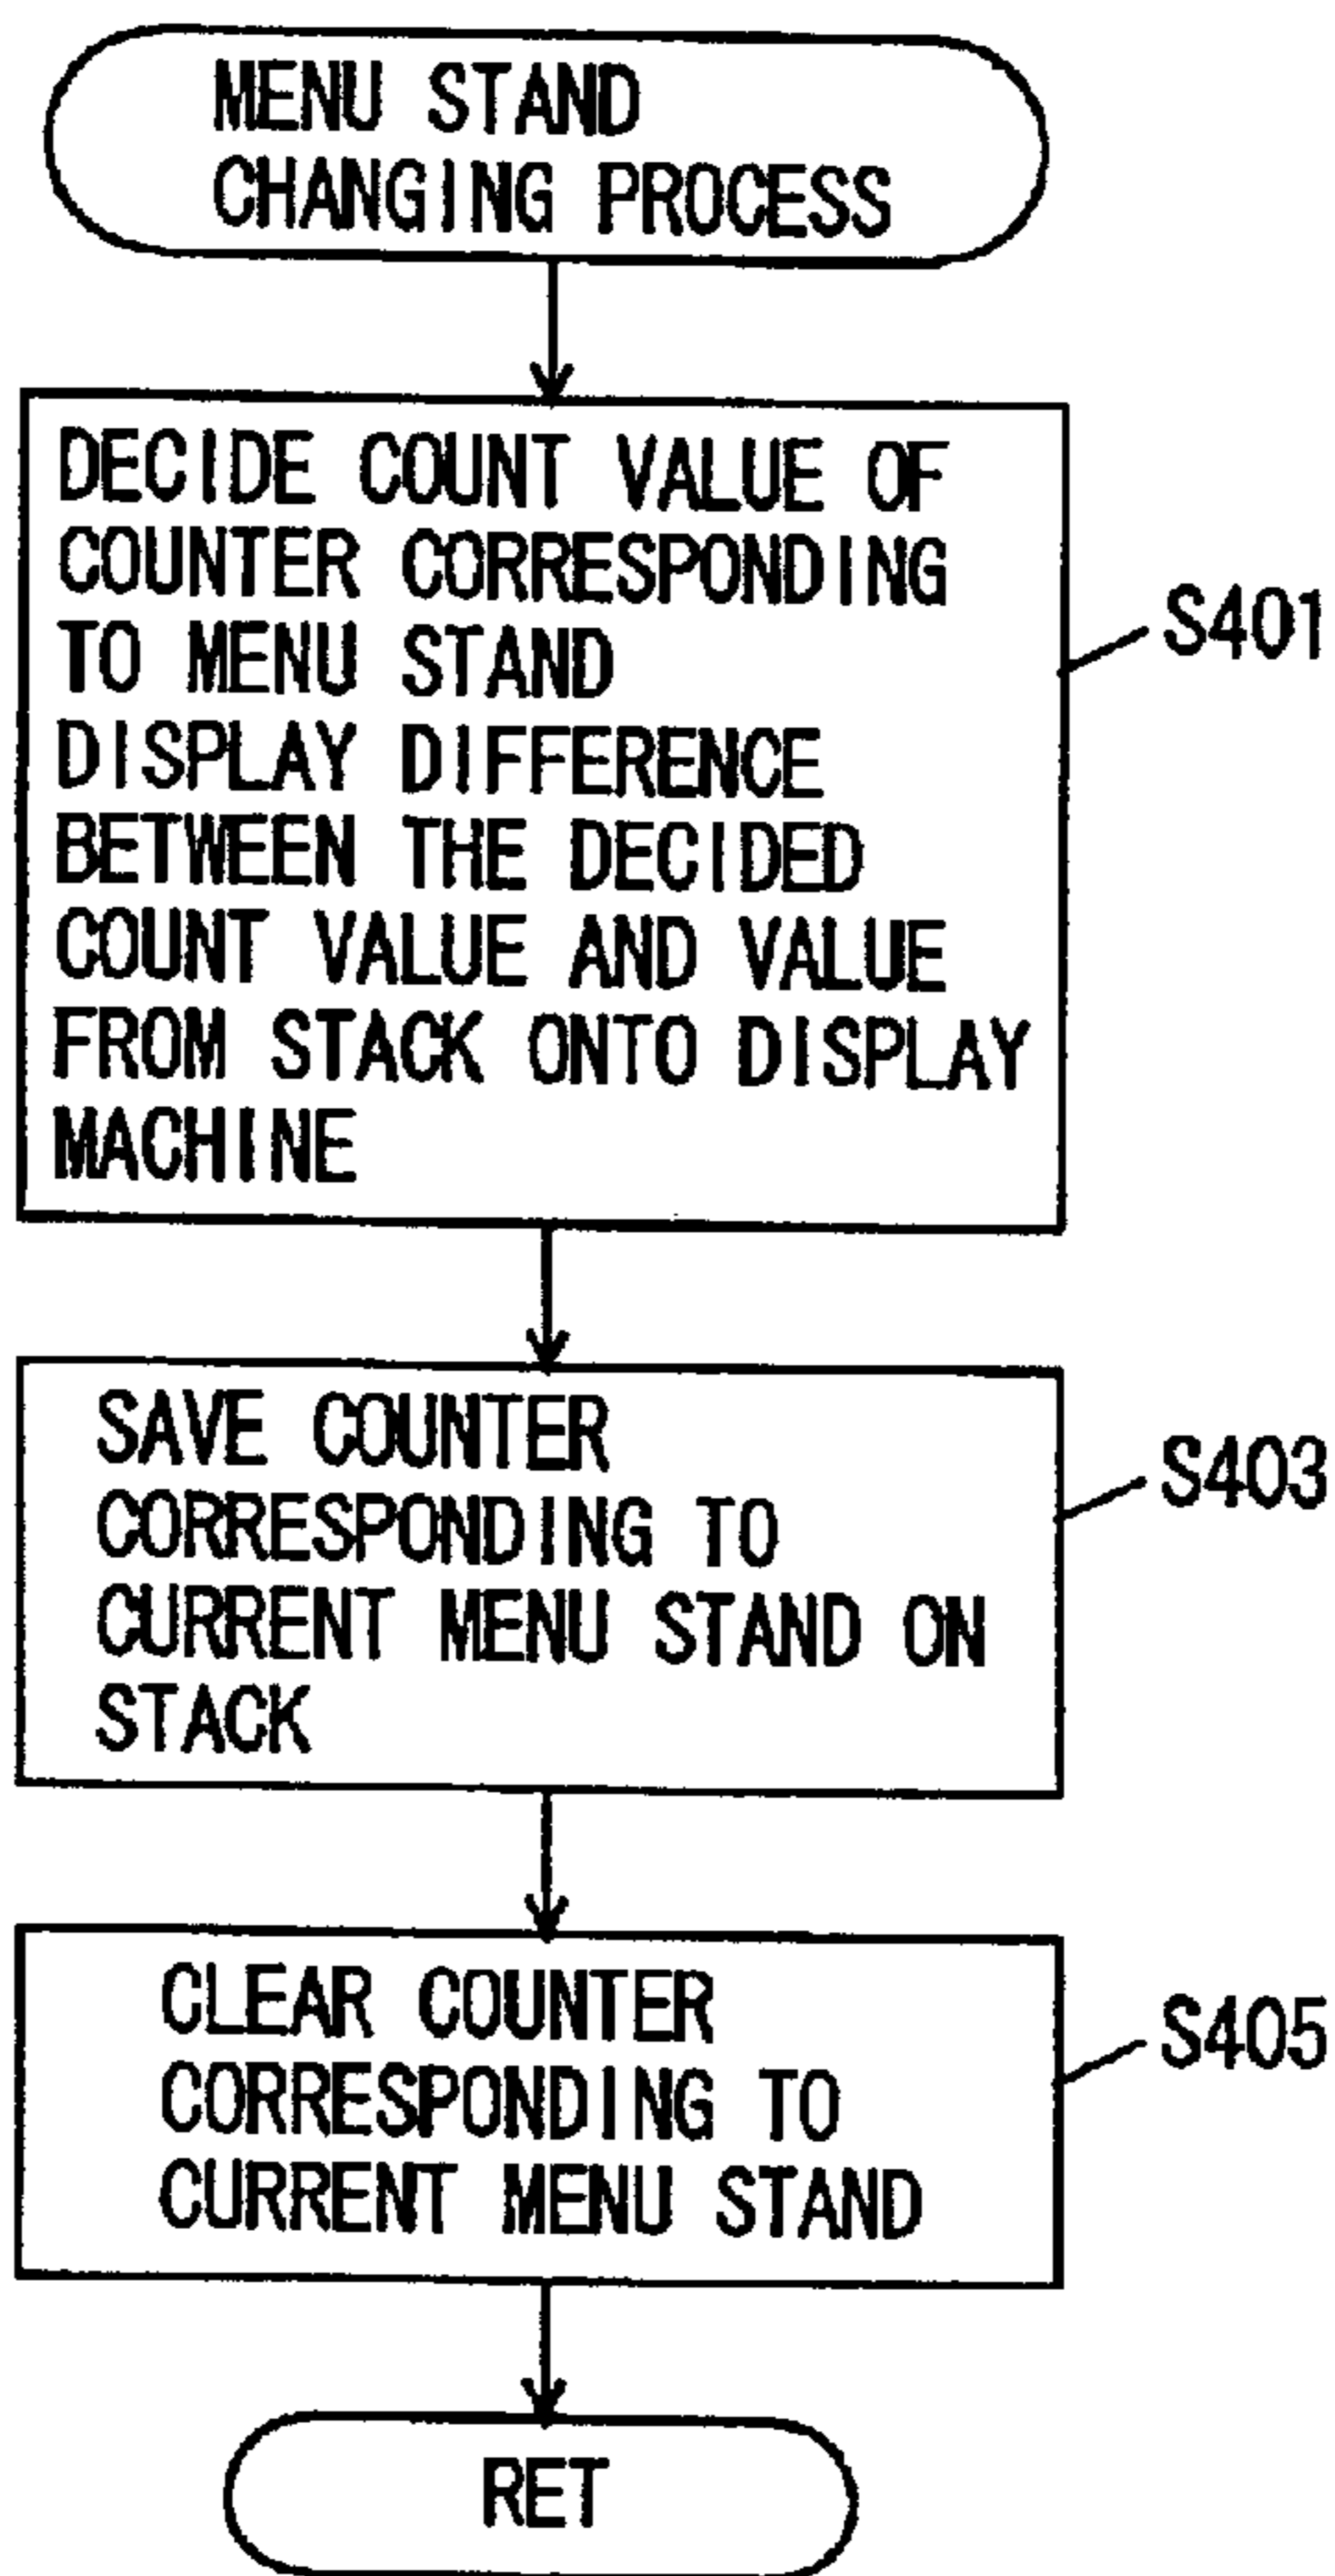 MENU STAND
CHANGING PROCESS
DECIDE COUNT VALUE OF
COUNTER CORRESPONDING
TO MENU STAND
DISPLAY DIFFERENCE
BETWEEN THE DECIDED
COUNT VALUE AND VALUE
FROM STACK ONTO DISPLAY
MACHINE
S401
SAVE COUNTER
CORRESPONDING TO
CURRENT MENU STAND ON
STACK
S403
CLEAR COUNTER
CORRESPONDING TO
CURRENT MENU STAND
S405
RET